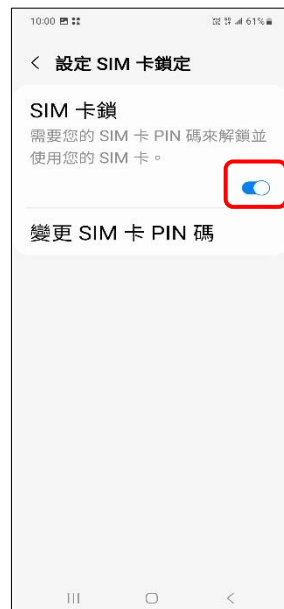 10:00
61%
設定 SIM 卡鎖定
SIM 卡鎖
需要您的 SIM 卡 PIN 碼來解鎖並
使用您的 SIM 卡。
變更 SIM 卡 PIN 碼